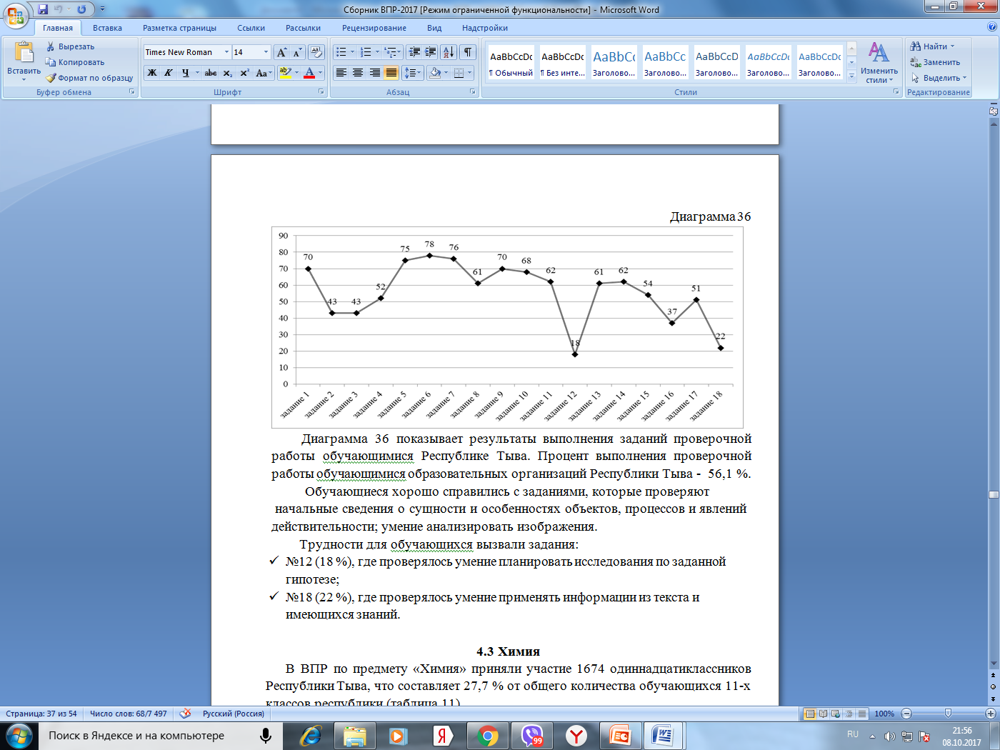 Сборник ВПР-2017 [Режим ограниченной функциональности] - Microsoft Word
Главная Вставка Разметка страницы Ссылки Рассылки Рецензирование Вид Надстройки
Вставить
Вырезать
Копировать
Формат по образцу
Буфер обмена
Times New Roman 14
Ж К Ч abc x₂ x² Aa
Шрифт
Абзац
AaBbCcDc AaBbCcDc AaBbCc AaBbCc AaBbCcD AaBbCcDc AaBbCcDc
¶ Обычный ¶ Без инте... Заголово... Заголово... Заголово... Заголово... Заголово...
Изменить стили
Стили
Найти
Заменить
Выделить
Редактирование
Диаграмма 36
90
80
70
60
50
40
30
20
10
0
70 43 43 52 75 78 76 61 70 68 62 18 61 62 54 37 51 22
задание 1 задание 2 задание 3 задание 4 задание 5 задание 6 задание 7 задание 8 задание 9 задание 10 задание 11 задание 12 задание 13 задание 14 задание 15 задание 16 задание 17 задание 18
Диаграмма 36 показывает результаты выполнения заданий проверочной
работы обучающимися Республике Тыва. Процент выполнения проверочной
работы обучающимися образовательных организаций Республики Тыва - 56,1 %.
Обучающиеся хорошо справились с заданиями, которые проверяют
начальные сведения о сущности и особенностях объектов, процессов и явлений
действительности; умение анализировать изображения.
Трудности для обучающихся вызвали задания:
✓ №12 (18 %), где проверялось умение планировать исследования по заданной
гипотезе;
✓ №18 (22 %), где проверялось умение применять информации из текста и
имеющихся знаний.
4.3 Химия
В ВПР по предмету «Химия» приняли участие 1674 одиннадцатиклассников
Республики Тыва, что составляет 27,7 % от общего количества обучающихся 11-х
классов республики (таблица 11)
Страница: 37 из 54 Число слов: 68/7 497 Русский (Россия) 100%
Поиск в Яндексе и на компьютере
99
RU
21:56
08.10.2017